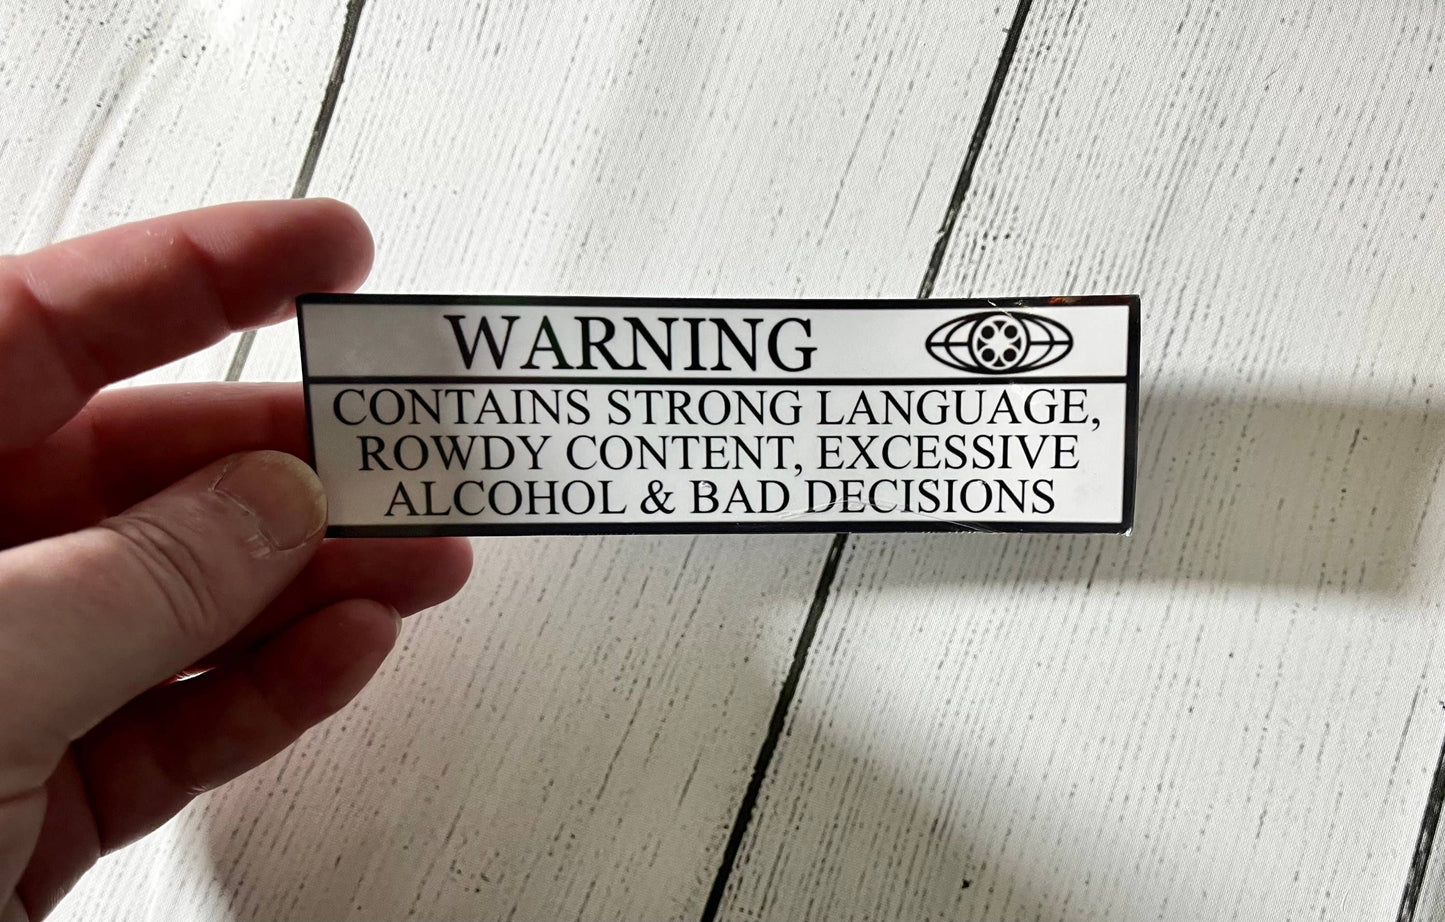 WARNING
CONTAINS STRONG LANGUAGE,
ROWDY CONTENT, EXCESSIVE
ALCOHOL & BAD DECISIONS